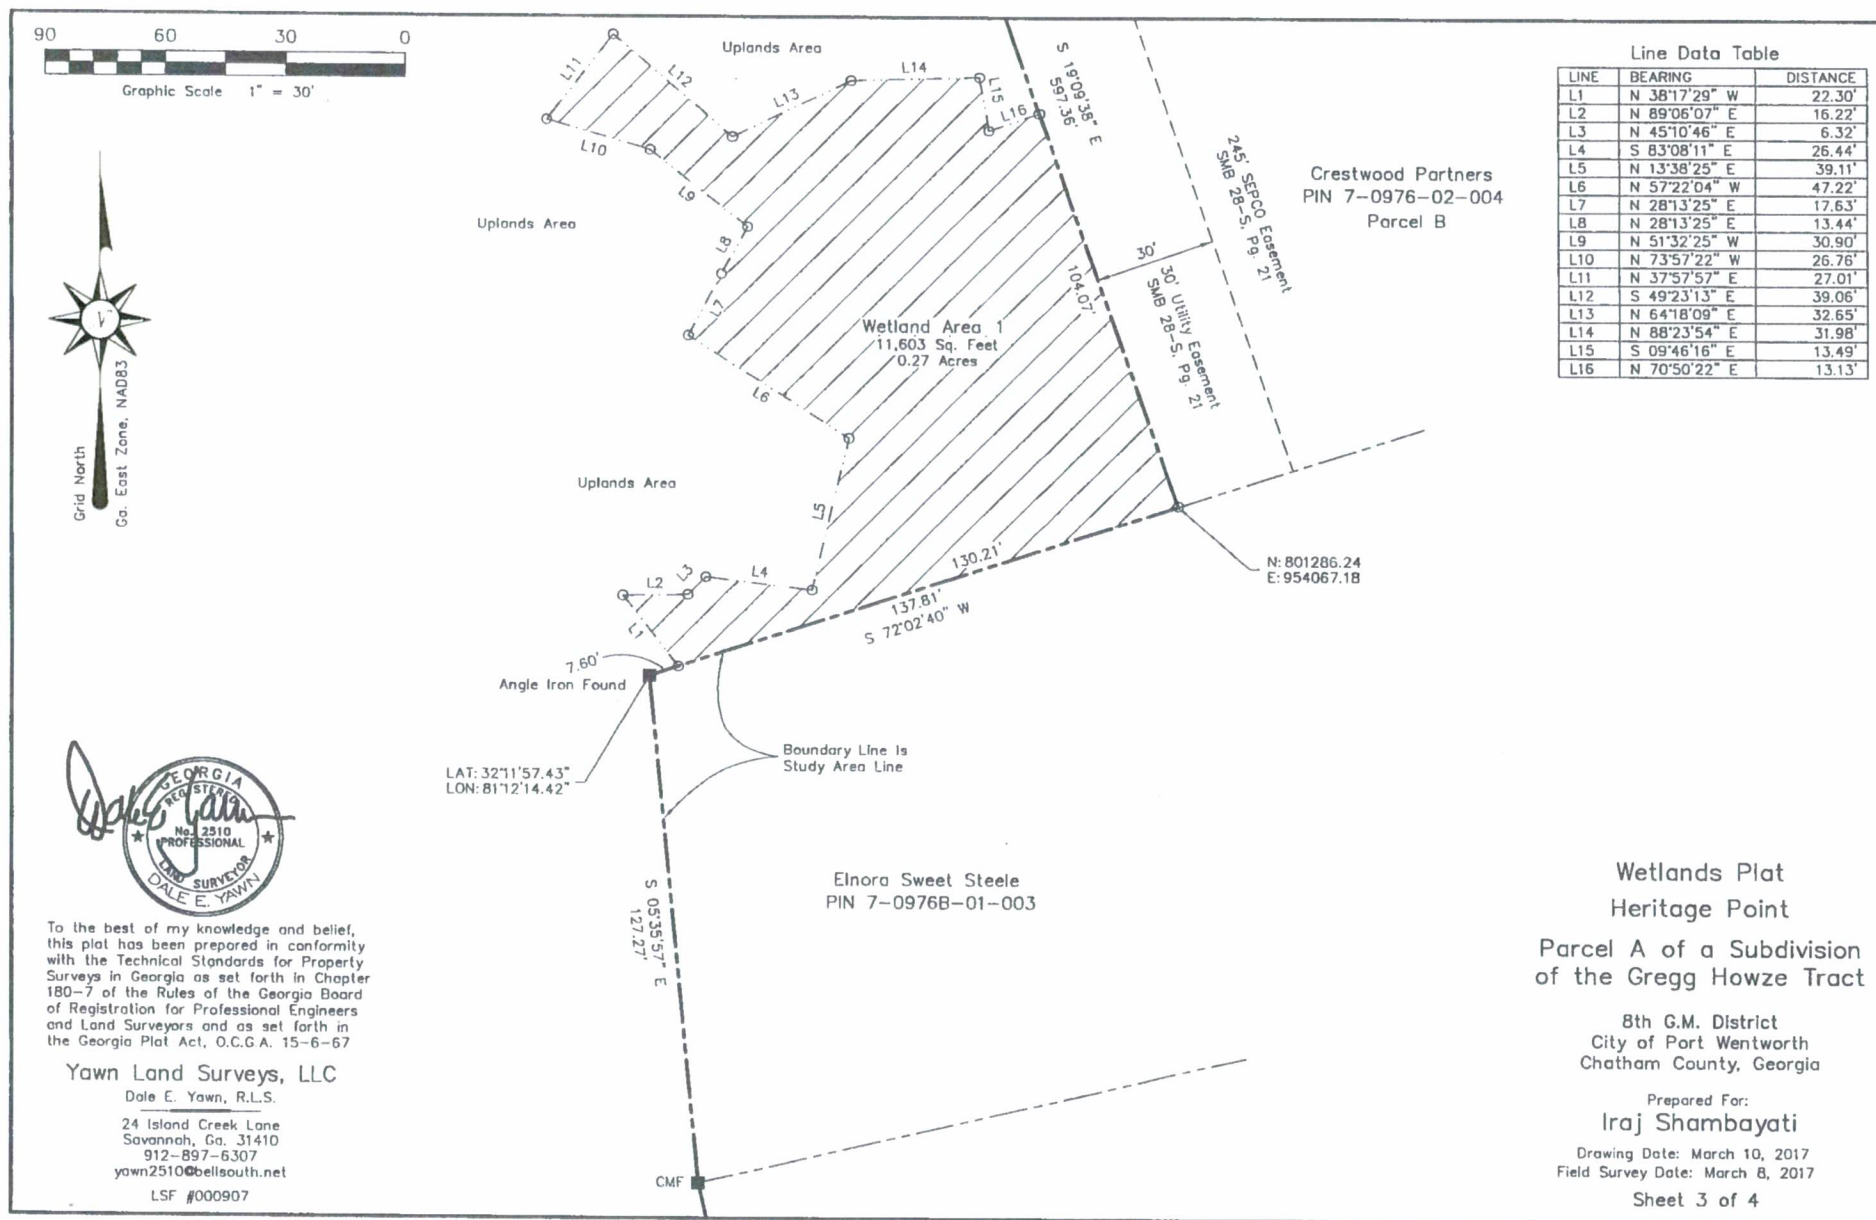 90 60 30 0
Graphic Scale 1" = 30'
Grid North
Ga. East Zone, NAD83
Uplands Area
L11
L12
L13
L14
L15
L16
L10
L9
L8
L7
L6
L5
Uplands Area
Uplands Area
Wetland Area 1
11,603 Sq. Feet
0.27 Acres
S 19°09'38" E
597.36'
104.07'
30'
245' SEPCO Easement
SMB 28-S, Pg. 21
30' Utility Easement
SMB 28-S, Pg. 21
Crestwood Partners
PIN 7-0976-02-004
Parcel B
Line Data Table
LINE BEARING DISTANCE
L1 N 38°17'29" W 22.30'
L2 N 89°06'07" E 16.22'
L3 N 45°10'46" E 6.32'
L4 S 83°08'11" E 26.44'
L5 N 13°38'25" E 39.11'
L6 N 57°22'04" W 47.22'
L7 N 28°13'25" E 17.63'
L8 N 28°13'25" E 13.44'
L9 N 51°32'25" W 30.90'
L10 N 73°57'22" W 26.76'
L11 N 37°57'57" E 27.01'
L12 S 49°23'13" E 39.06'
L13 N 64°18'09" E 32.65'
L14 N 88°23'54" E 31.98'
L15 S 09°46'16" E 13.49'
L16 N 70°50'22" E 13.13'
N: 801286.24
E: 954067.18
L2
L3
L4
L1
130.21'
137.81'
S 72°02'40" W
7.60'
Angle Iron Found
LAT: 32°11'57.43"
LON: 81°12'14.42"
Boundary Line Is
Study Area Line
Elnora Sweet Steele
PIN 7-0976B-01-003
S 05°35'57" E
127.27'
CMF
GEORGIA
REGISTERED
No. 2510
PROFESSIONAL
LAND SURVEYOR
DALE E. YAWN
To the best of my knowledge and belief,
this plat has been prepared in conformity
with the Technical Standards for Property
Surveys in Georgia as set forth in Chapter
180-7 of the Rules of the Georgia Board
of Registration for Professional Engineers
and Land Surveyors and as set forth in
the Georgia Plat Act, O.C.G.A. 15-6-67
Yawn Land Surveys, LLC
Dale E. Yawn, R.L.S.
24 Island Creek Lane
Savannah, Ga. 31410
912-897-6307
yawn2510@bellsouth.net
LSF #000907
Wetlands Plat
Heritage Point
Parcel A of a Subdivision
of the Gregg Howze Tract
8th G.M. District
City of Port Wentworth
Chatham County, Georgia
Prepared For:
Iraj Shambayati
Drawing Date: March 10, 2017
Field Survey Date: March 8, 2017
Sheet 3 of 4